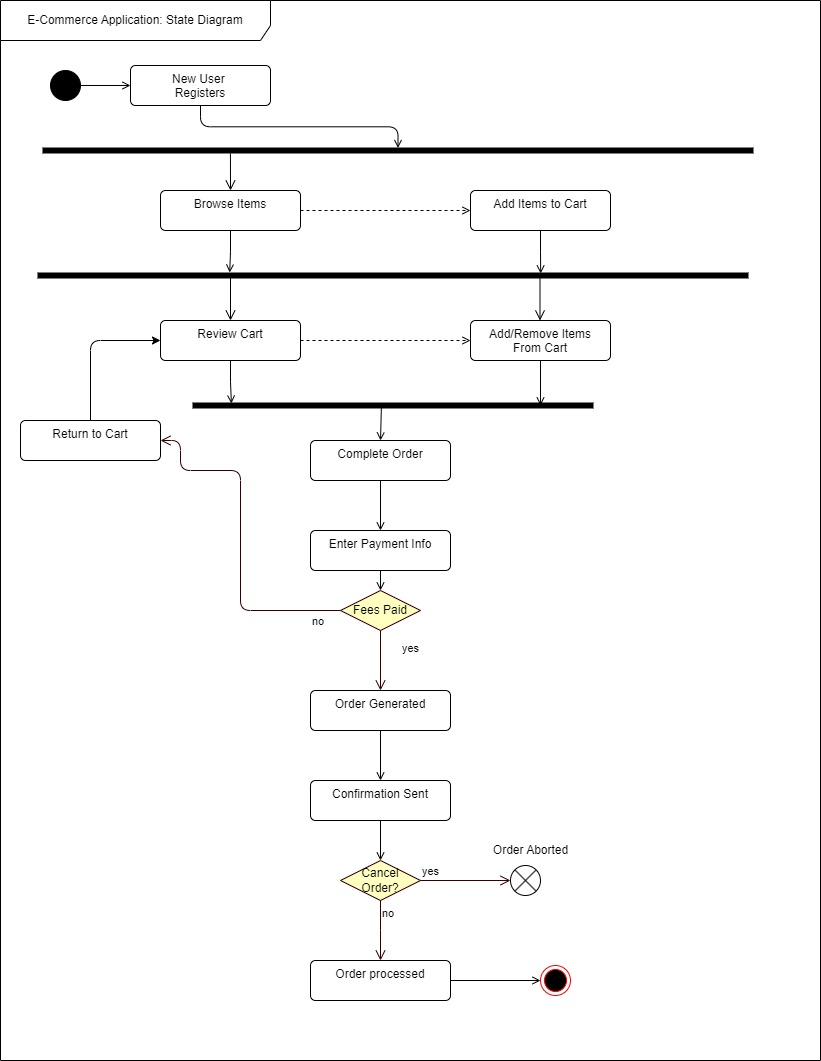 E-Commerce Application: State Diagram
New User
Registers
Browse Items
Add Items to Cart
Review Cart
Add/Remove Items
From Cart
Return to Cart
Complete Order
Enter Payment Info
Fees Paid
no
yes
Order Generated
Confirmation Sent
Order Aborted
Cancel
Order?
yes
no
Order processed